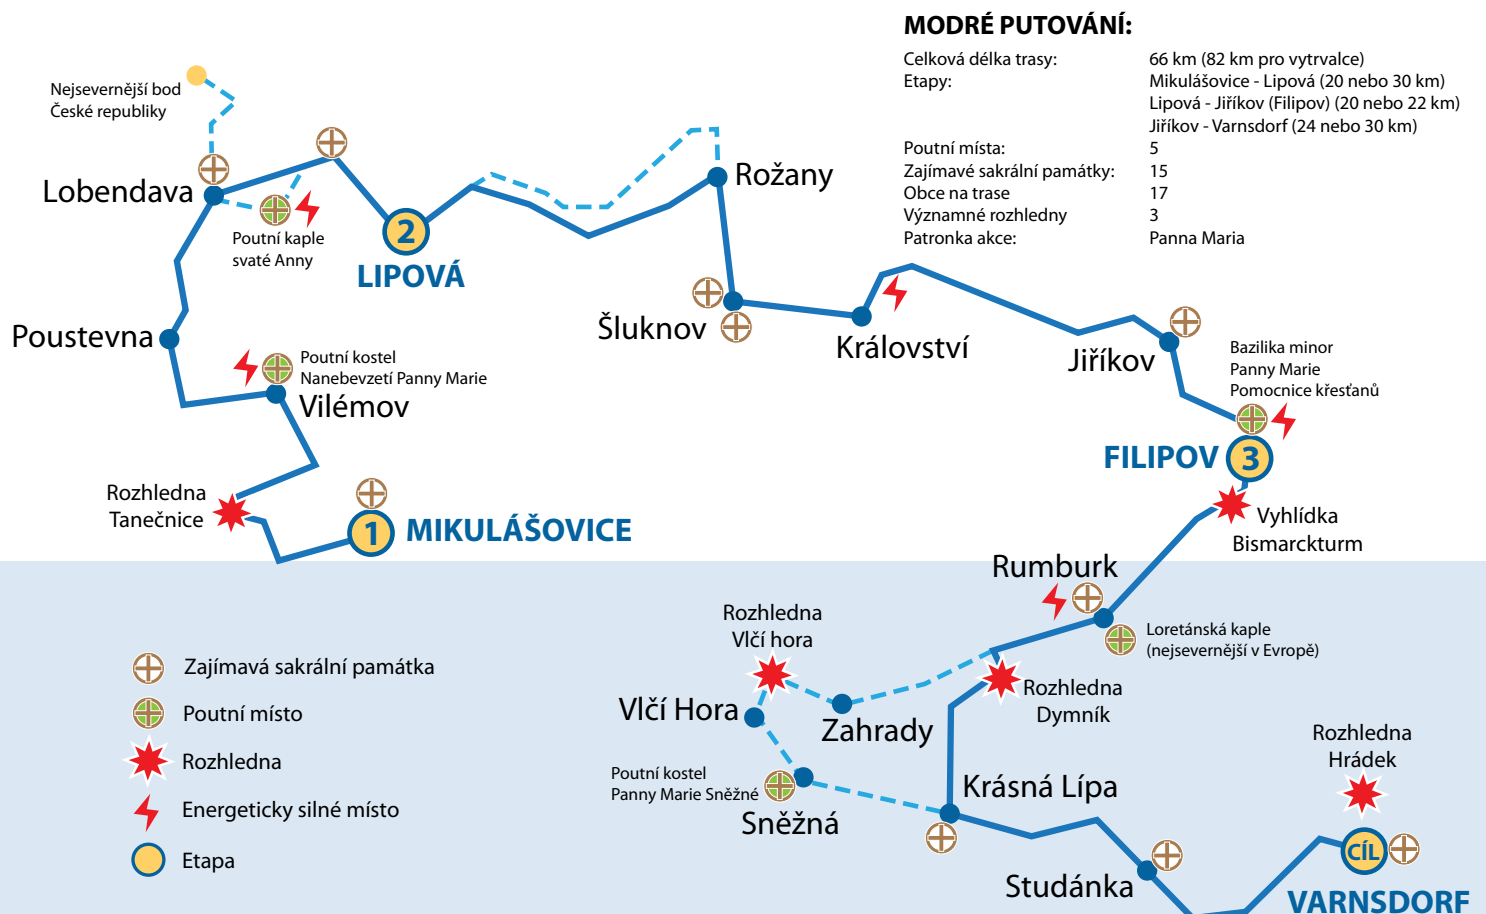 MODRÉ PUTOVÁNÍ:
Celková délka trasy: 66 km (82 km pro vytrvalce)
Etapy: Mikulášovice - Lipová (20 nebo 30 km)
Lipová - Jiříkov (Filipov) (20 nebo 22 km)
Jiříkov - Varnsdorf (24 nebo 30 km)
Poutní místa: 5
Zajímavé sakrální památky: 15
Obce na trase 17
Významné rozhledny 3
Patronka akce: Panna Maria
Nejsevernější bod
České republiky
Lobendava
Poutní kaple
svaté Anny
2
LIPOVÁ
Rožany
Poustevna
Šluknov
Království
Jiříkov
Poutní kostel
Nanebevzetí Panny Marie
Vilémov
Bazilika minor
Panny Marie
Pomocnice křesťanů
FILIPOV
3
Rozhledna
Tanečnice
1
MIKULÁŠOVICE
Vyhlídka
Bismarckturm
Rumburk
Rozhledna
Vlčí hora
Loretánská kaple
(nejsevernější v Evropě)
Vlčí Hora
Zahrady
Rozhledna
Dymník
Rozhledna
Hrádek
Poutní kostel
Panny Marie Sněžné
Sněžná
Krásná Lípa
Studánka
CÍL
VARNSDORF
Zajímavá sakrální památka
Poutní místo
Rozhledna
Energeticky silné místo
Etapa